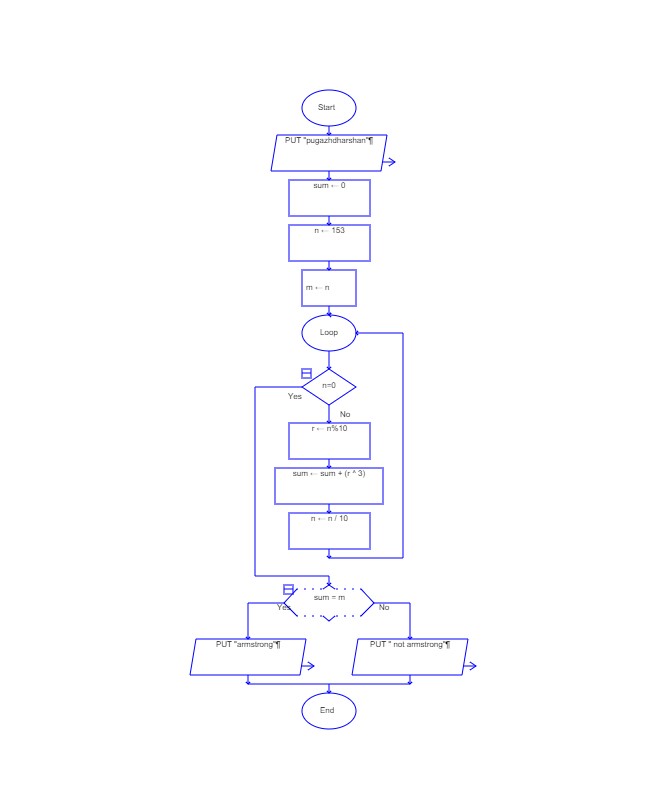 Start
PUT "pugazhdharshan"¶
sum ← 0
n ← 153
m ← n
Loop
n=0
Yes
No
r ← n%10
sum ← sum + (r ^ 3)
n ← n / 10
sum = m
Yes
No
PUT "armstrong"¶
PUT " not armstrong"¶
End